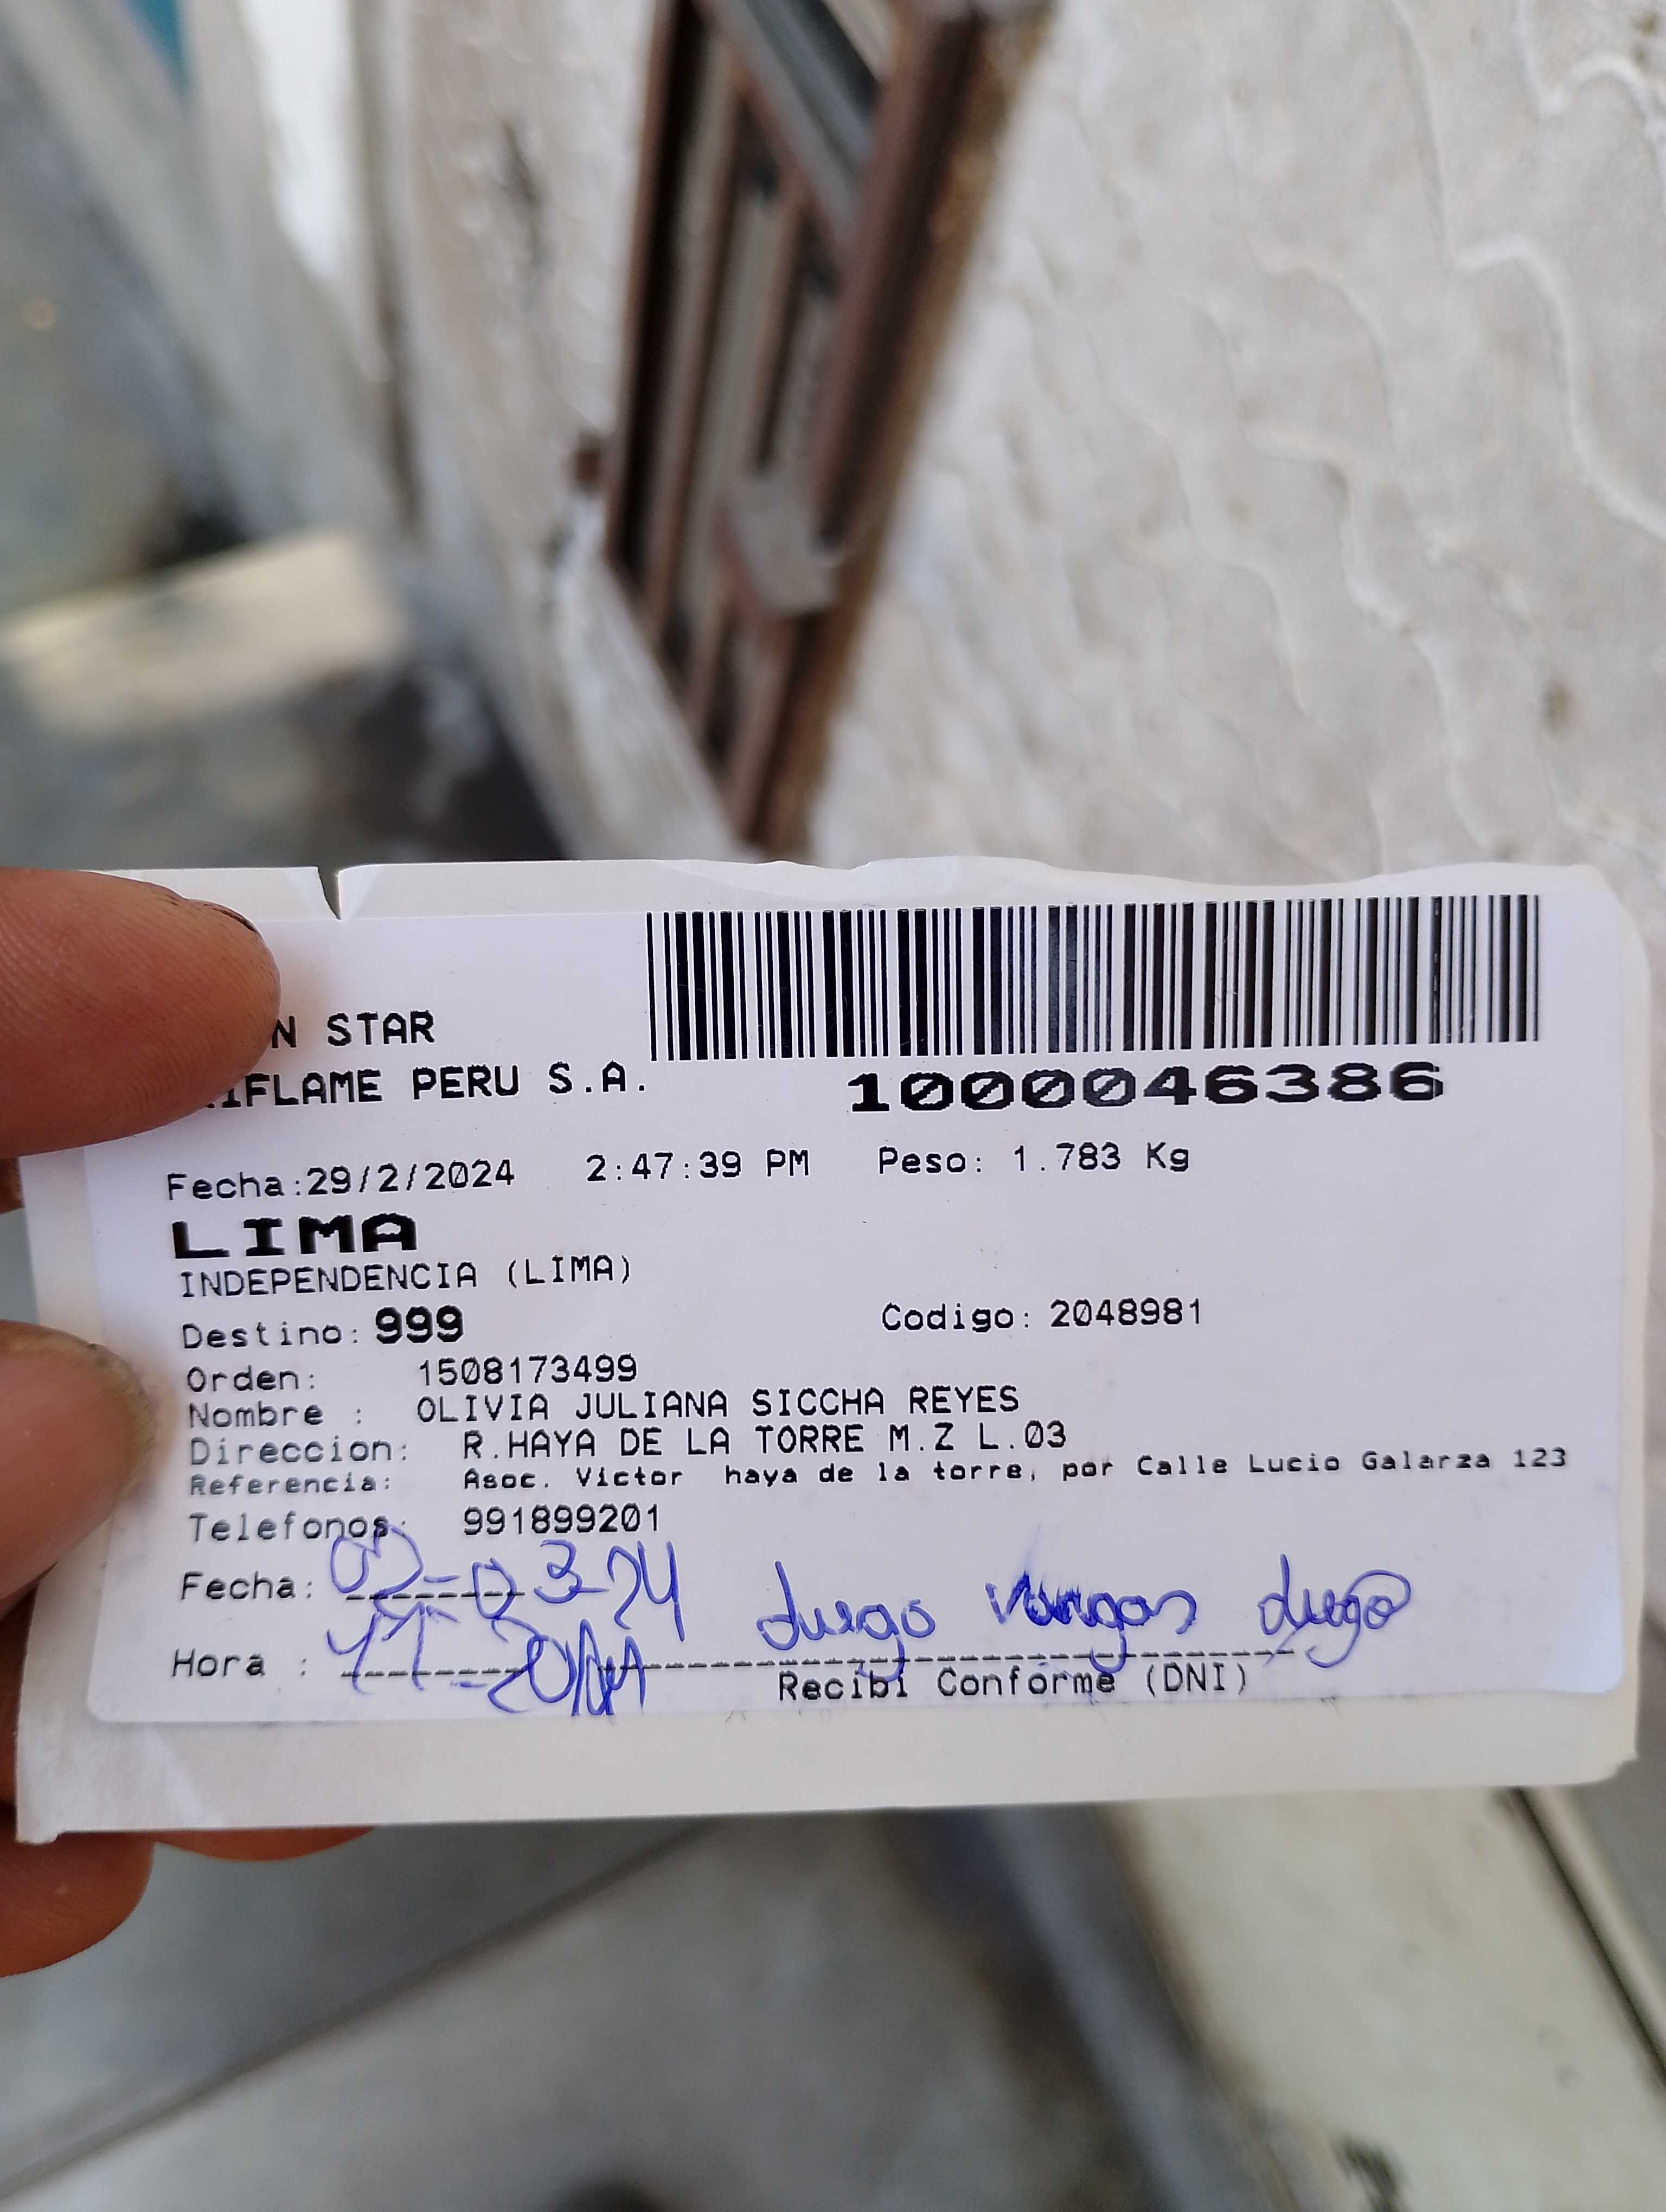 N STAR
IFLAME PERU S.A.
1000046386
Fecha:29/2/2024 2:47:39 PM Peso: 1.783 Kg
LIMA
INDEPENDENCIA (LIMA)
Destino: 999 Codigo: 2048981
Orden: 1508173499
Nombre : OLIVIA JULIANA SICCHA REYES
Direccion: R.HAYA DE LA TORRE M.Z L.03
Referencia: Asoc. Victor haya de la torre, por Calle Lucio Galarza 123
Telefonos: 991899201
Fecha: 02-03-24 diego vargas diego
Hora :
Recibi Conforme (DNI)